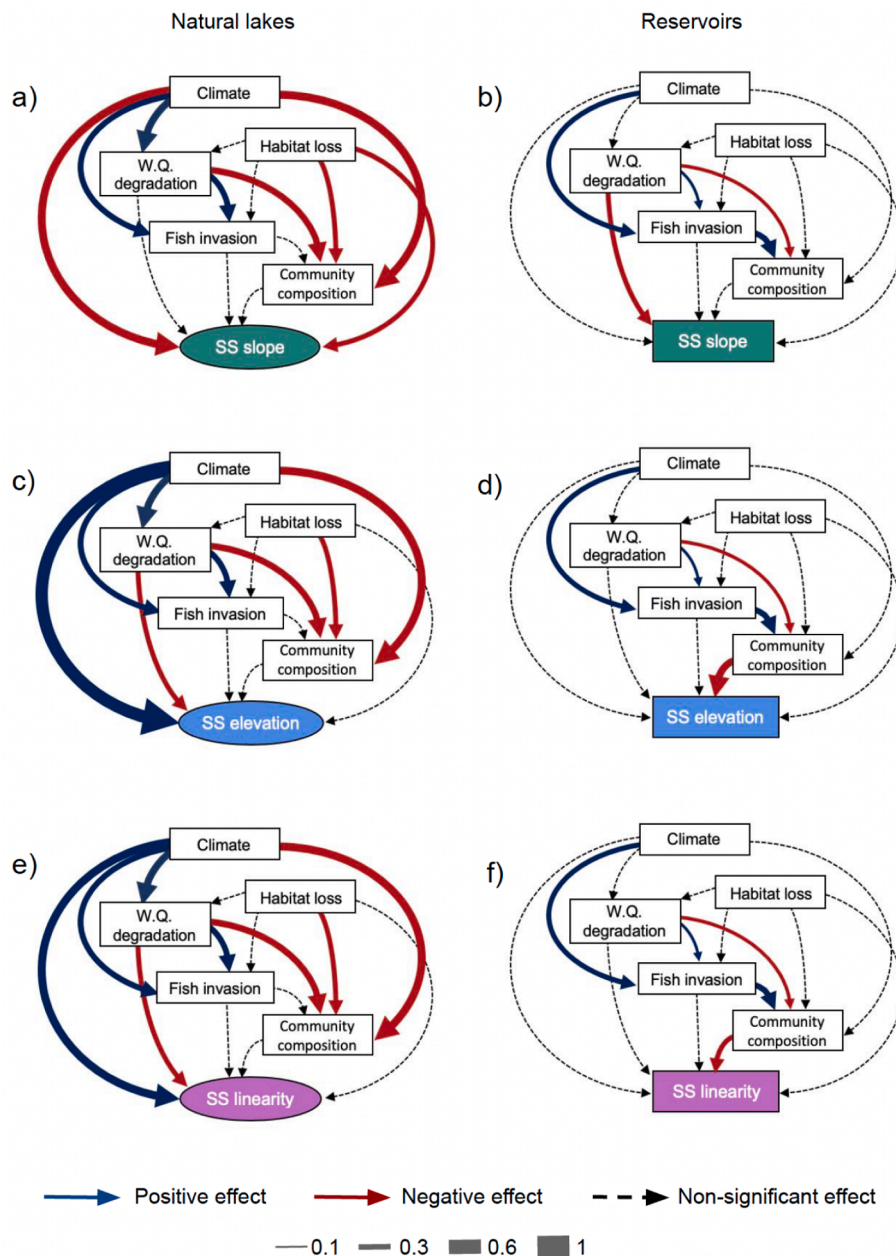 Natural lakes
Reservoirs
a)
Climate
Habitat loss
W.Q.
degradation
Fish invasion
Community
composition
SS slope
b)
Climate
Habitat loss
W.Q.
degradation
Fish invasion
Community
composition
SS slope
c)
Climate
Habitat loss
W.Q.
degradation
Fish invasion
Community
composition
SS elevation
d)
Climate
Habitat loss
W.Q.
degradation
Fish invasion
Community
composition
SS elevation
e)
Climate
Habitat loss
W.Q.
degradation
Fish invasion
Community
composition
SS linearity
f)
Climate
Habitat loss
W.Q.
degradation
Fish invasion
Community
composition
SS linearity
Positive effect
Negative effect
Non-significant effect
0.1
0.3
0.6
1